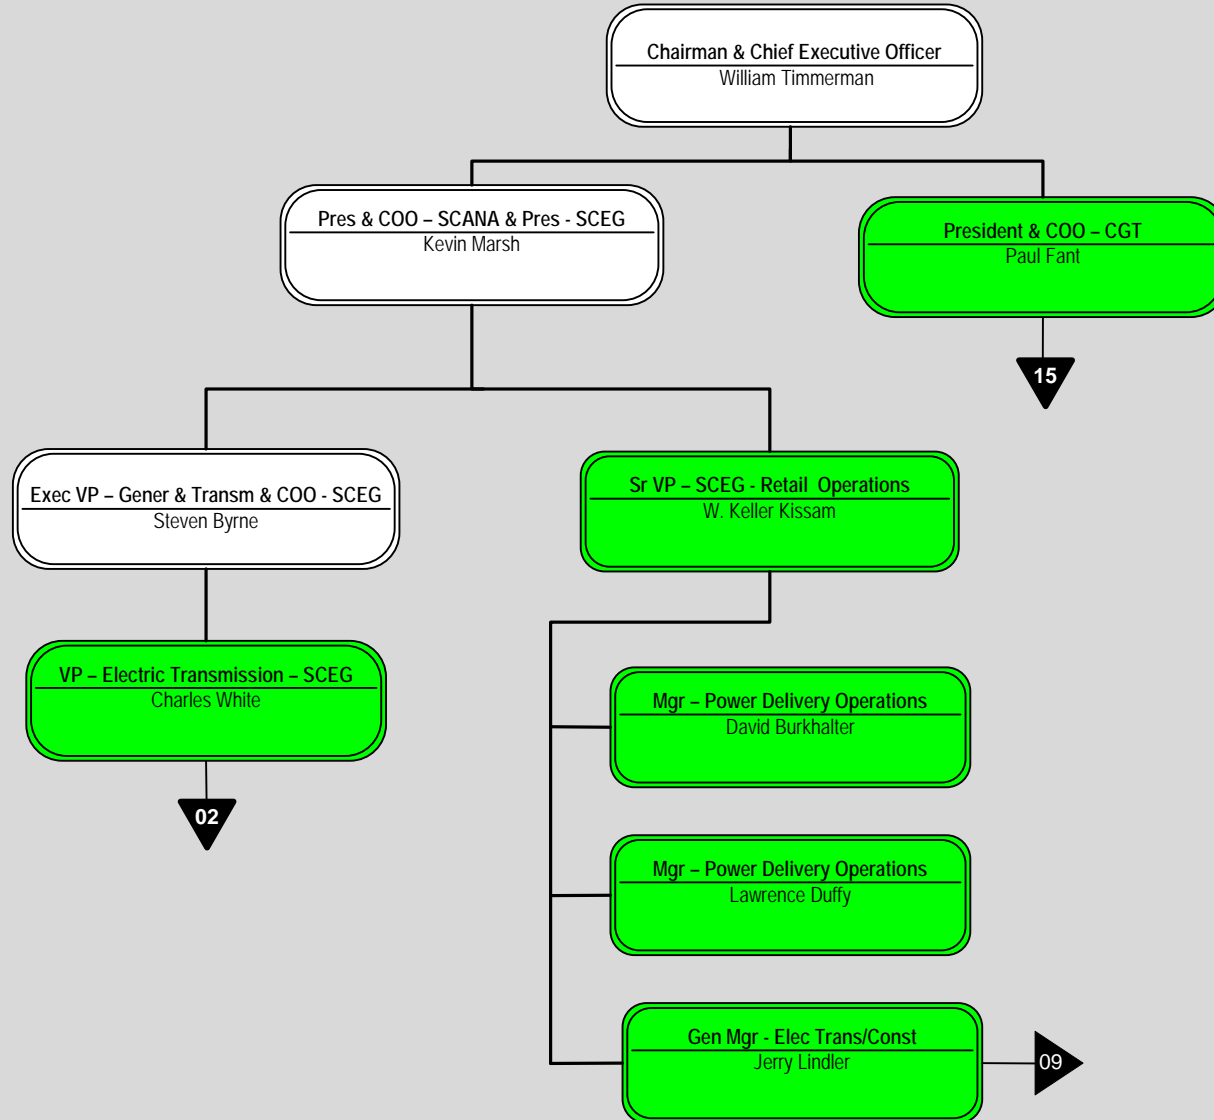 Chairman & Chief Executive Officer
William Timmerman
Pres & COO – SCANA & Pres - SCEG
Kevin Marsh
President & COO – CGT
Paul Fant
15
Exec VP – Gener & Transm & COO - SCEG
Steven Byrne
Sr VP – SCEG - Retail Operations
W. Keller Kissam
VP – Electric Transmission – SCEG
Charles White
02
Mgr – Power Delivery Operations
David Burkhalter
Mgr – Power Delivery Operations
Lawrence Duffy
Gen Mgr - Elec Trans/Const
Jerry Lindler
09